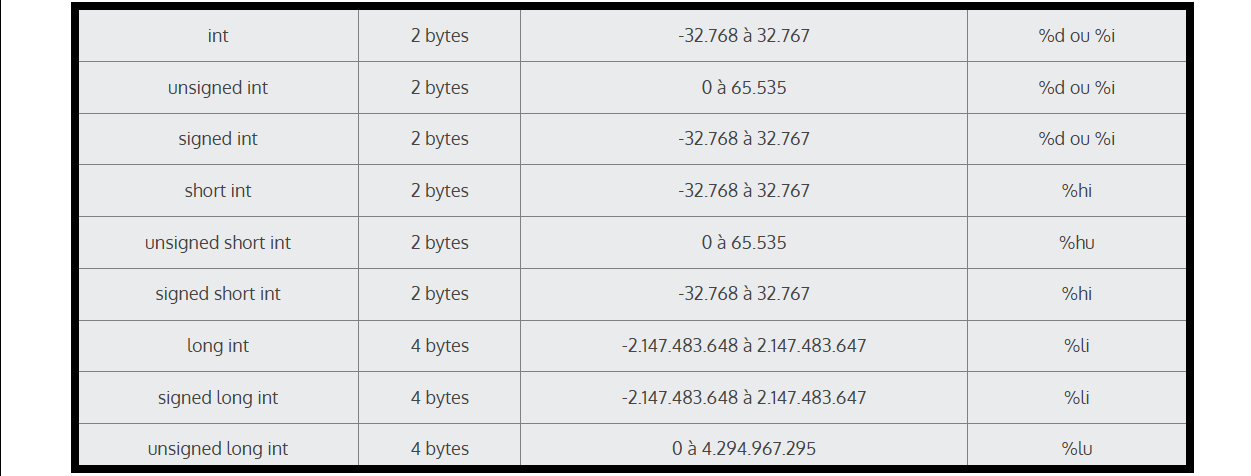 int 2 bytes -32.768 à 32.767 %d ou %i
unsigned int 2 bytes 0 à 65.535 %d ou %i
signed int 2 bytes -32.768 à 32.767 %d ou %i
short int 2 bytes -32.768 à 32.767 %hi
unsigned short int 2 bytes 0 à 65.535 %hu
signed short int 2 bytes -32.768 à 32.767 %hi
long int 4 bytes -2.147.483.648 à 2.147.483.647 %li
signed long int 4 bytes -2.147.483.648 à 2.147.483.647 %li
unsigned long int 4 bytes 0 à 4.294.967.295 %lu